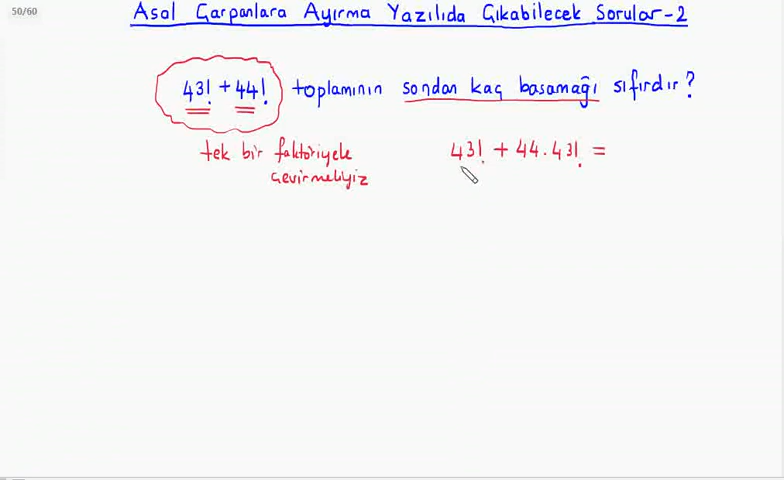 50/60
Asal Çarpanlara Ayırma Yazılıda Çıkabilecek Sorular-2
43! + 44! toplamının sondan kaç basamağı sıfırdır?
tek bir faktöriyele
çevirmeliyiz
43! + 44.43! =